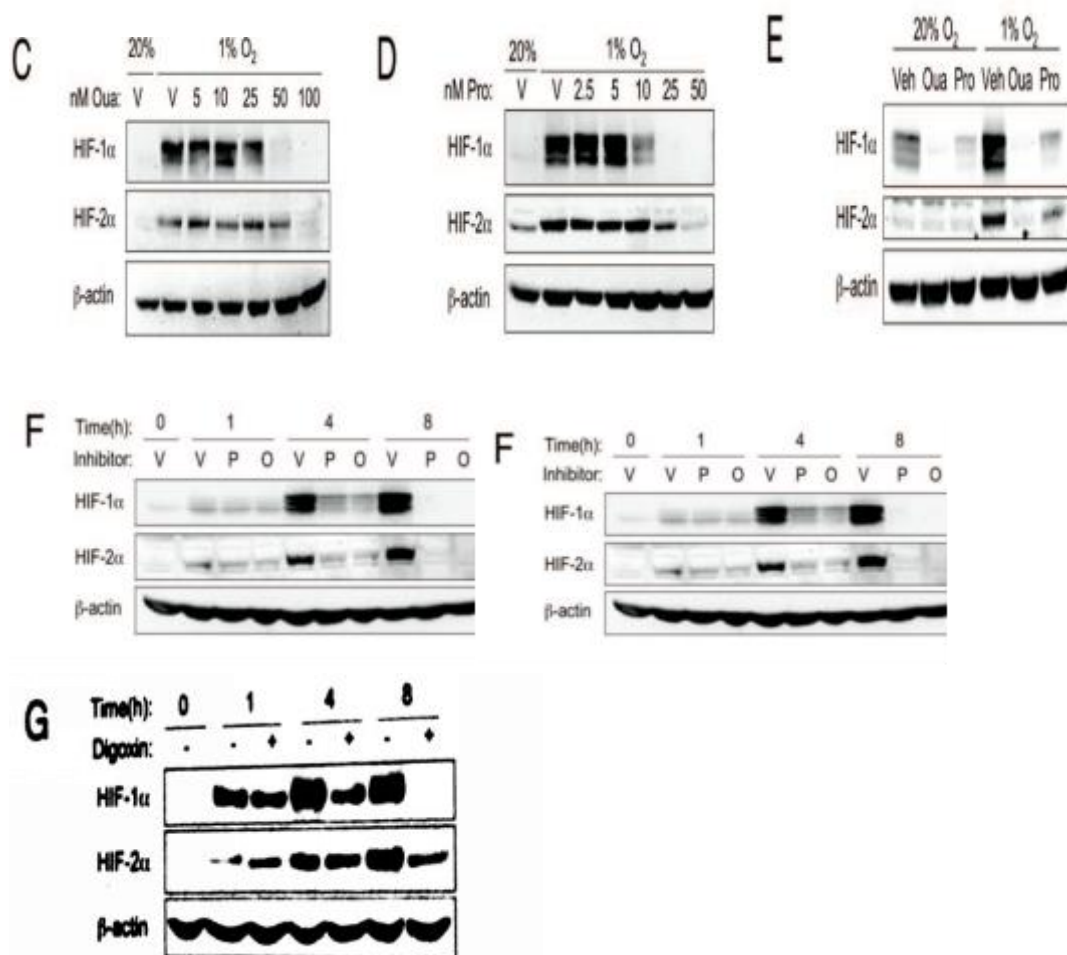 C
20% 1% O2
nM Oua: V V 5 10 25 50 100
HIF-1α
HIF-2α
β-actin
D
20% 1% O2
nM Pro: V V 2.5 5 10 25 50
HIF-1α
HIF-2α
β-actin
E
20% O2 1% O2
Veh Oua Pro Veh Oua Pro
HIF-1α
HIF-2α
β-actin
F
Time(h): 0 1 4 8
Inhibitor: V V P O V P O V P O
HIF-1α
HIF-2α
β-actin
F
Time(h): 0 1 4 8
Inhibitor: V V P O V P O V P O
HIF-1α
HIF-2α
β-actin
G
Time(h): 0 1 4 8
Digoxin: - - + - + - +
HIF-1α
HIF-2α
β-actin